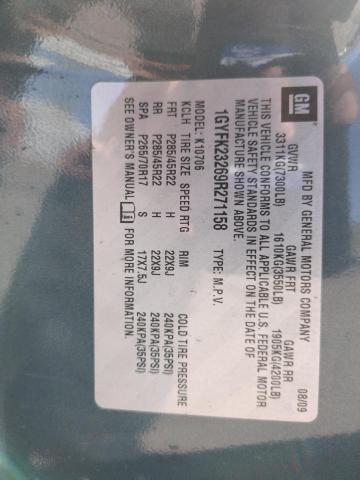 GM
MFD BY GENERAL MOTORS COMPANY 08/09
GVWR GAWR FRT GAWR RR
3311KG(7300LB) 1610KG(3550LB) 1905KG(4200LB)
THIS VEHICLE CONFORMS TO ALL APPLICABLE U.S. FEDERAL MOTOR
VEHICLE SAFETY STANDARDS IN EFFECT ON THE DATE OF
MANUFACTURE SHOWN ABOVE.
1GYFK23269R271158 TYPE: M.P.V.
MODEL: K10706
KCLH TIRE SIZE SPEED RTG RIM COLD TIRE PRESSURE
FRT P285/45R22 H 22X9J 240KPA(35PSI)
RR P285/45R22 H 22X9J 240KPA(35PSI)
SPA P265/70R17 S 17X7.5J 240KPA(35PSI)
SEE OWNER'S MANUAL FOR MORE INFORMATION.